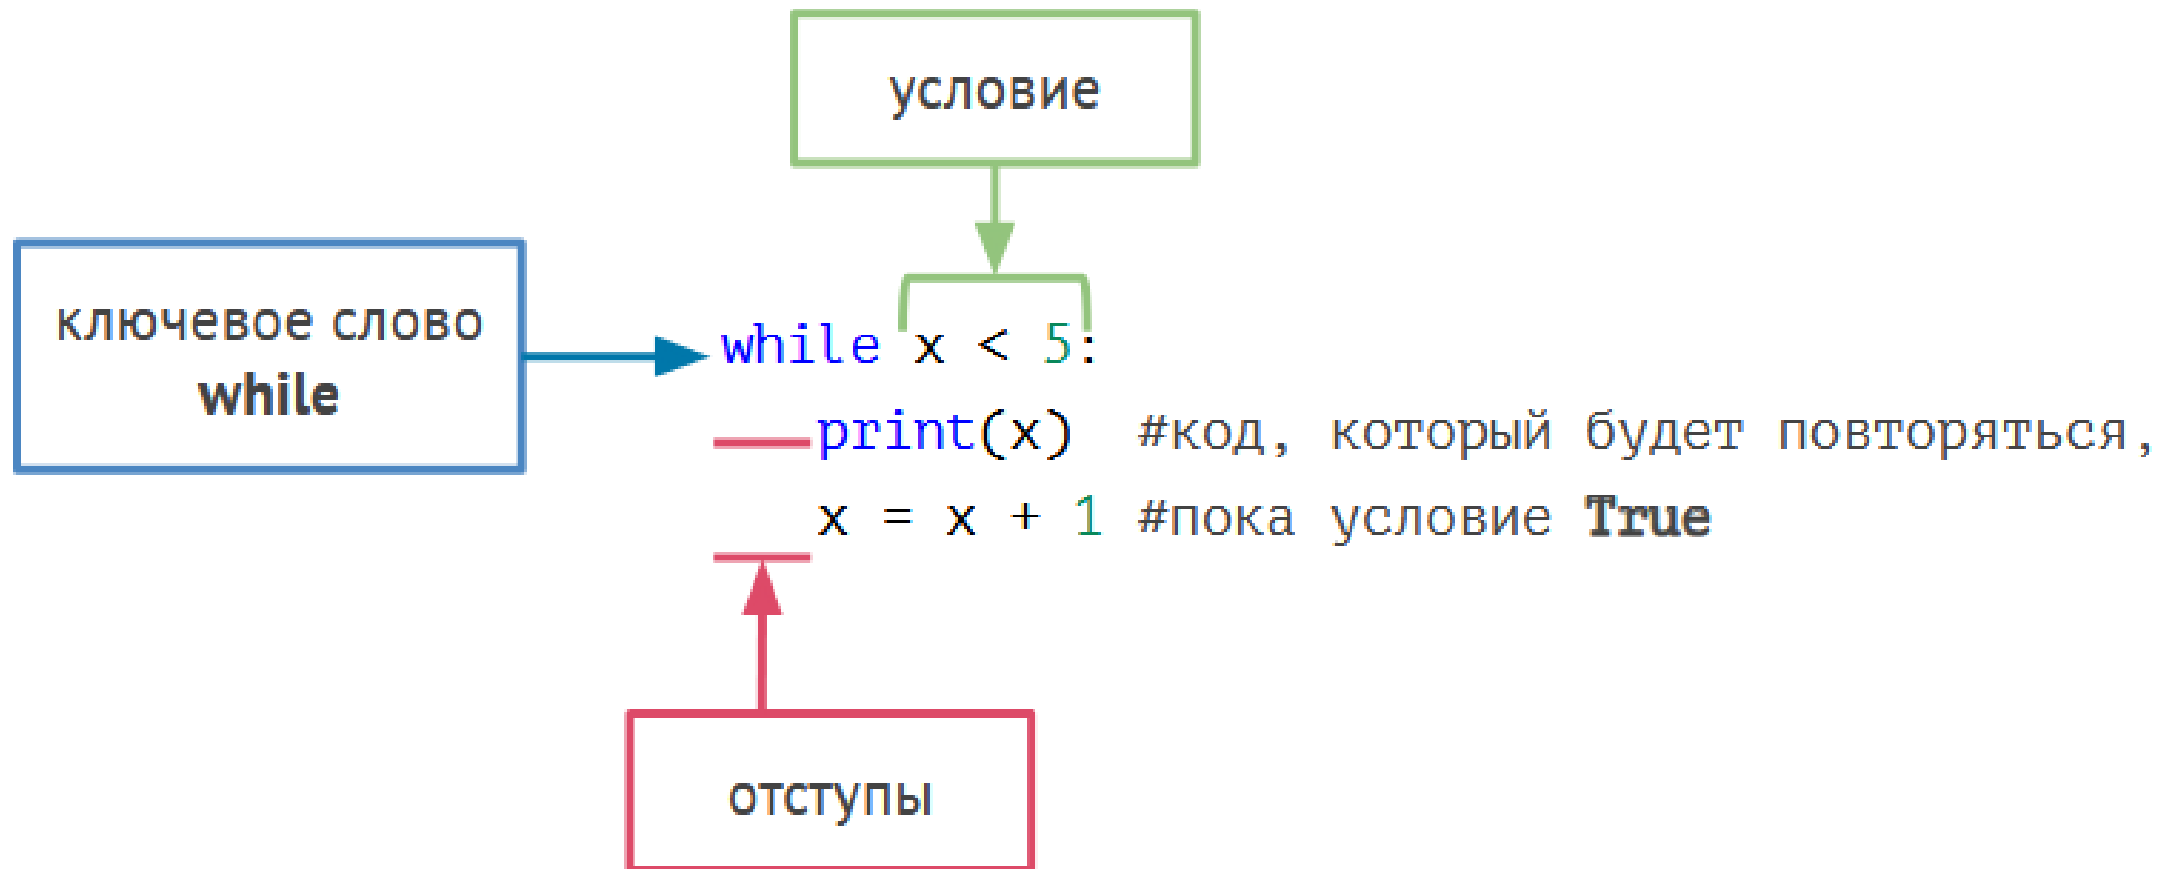 условие
ключевое слово
while
while x < 5:
print(x) #код, который будет повторяться,
x = x + 1 #пока условие True
отступы